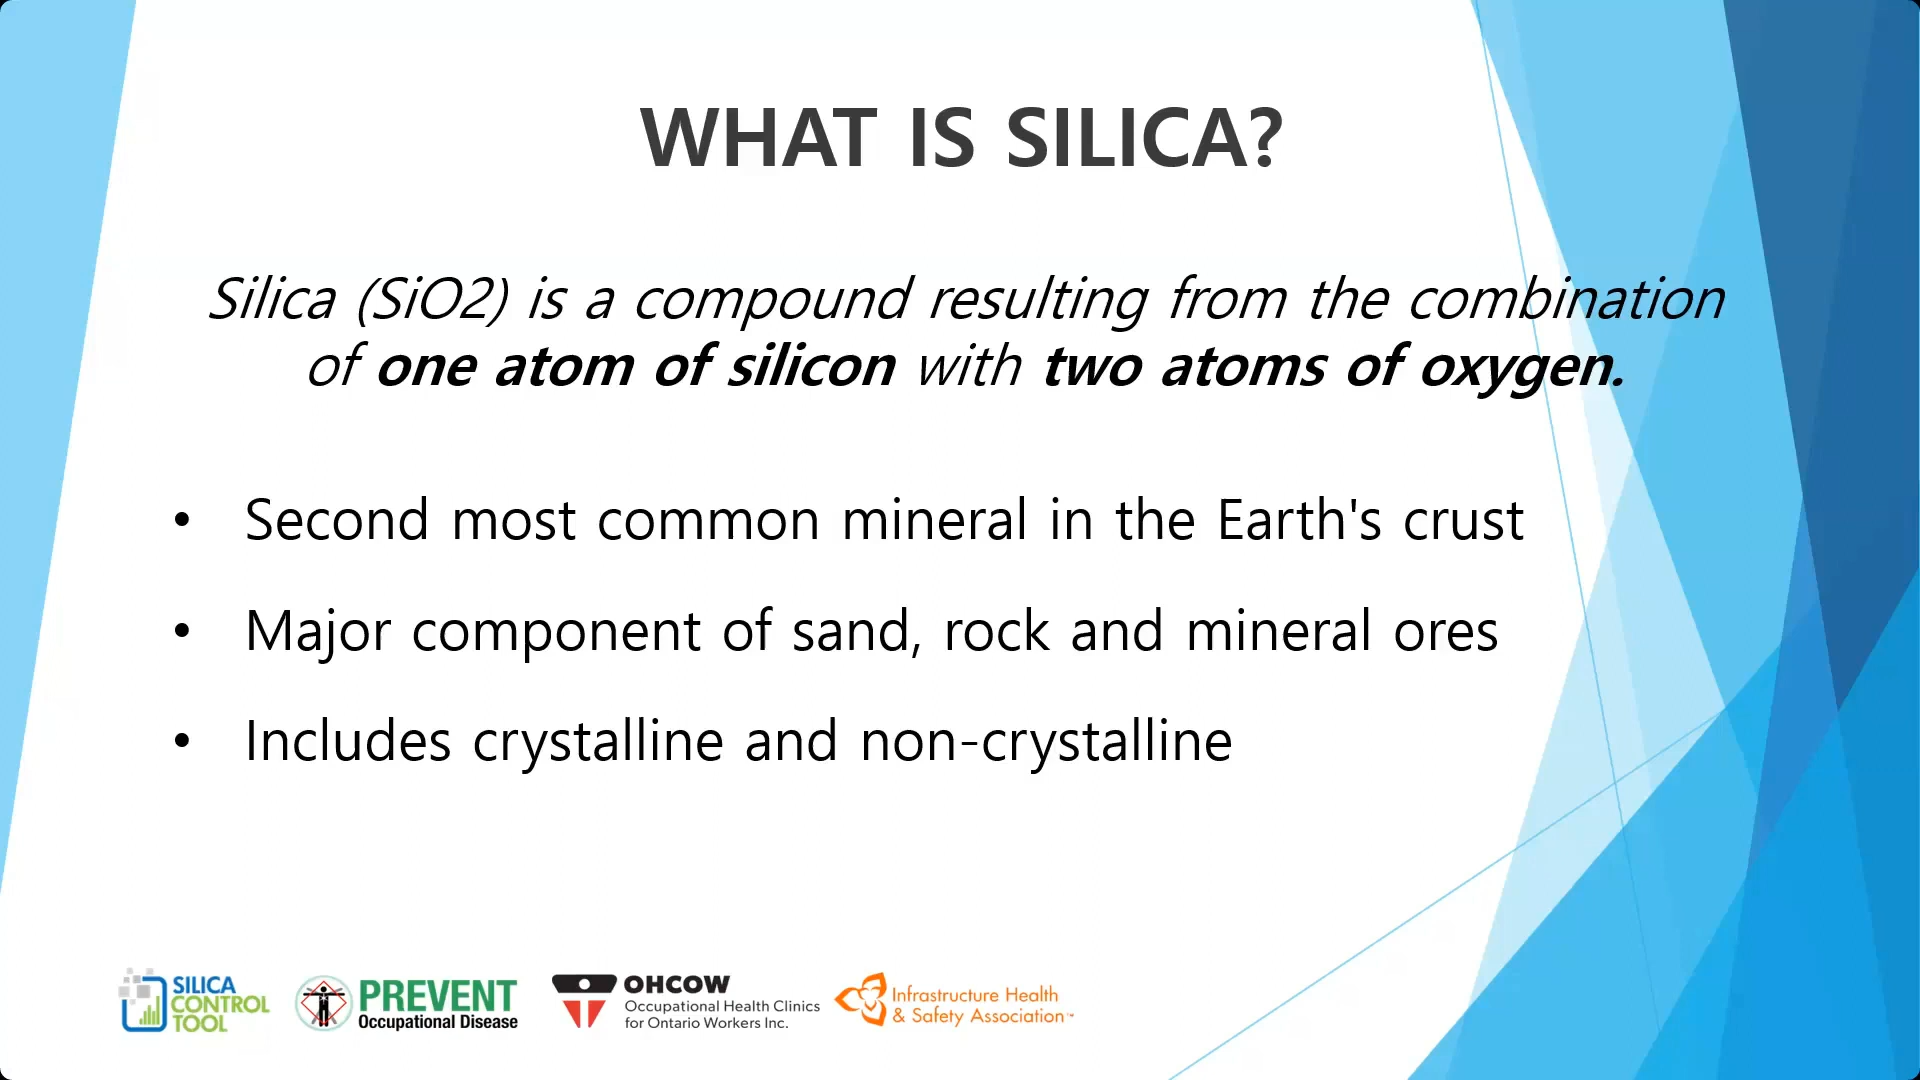 WHAT IS SILICA?
Silica (SiO2) is a compound resulting from the combination
of one atom of silicon with two atoms of oxygen.
• Second most common mineral in the Earth's crust
• Major component of sand, rock and mineral ores
• Includes crystalline and non-crystalline
SILICA
CONTROL
TOOL
PREVENT
Occupational Disease
OHCOW
Occupational Health Clinics
for Ontario Workers Inc.
Infrastructure Health
& Safety Association™